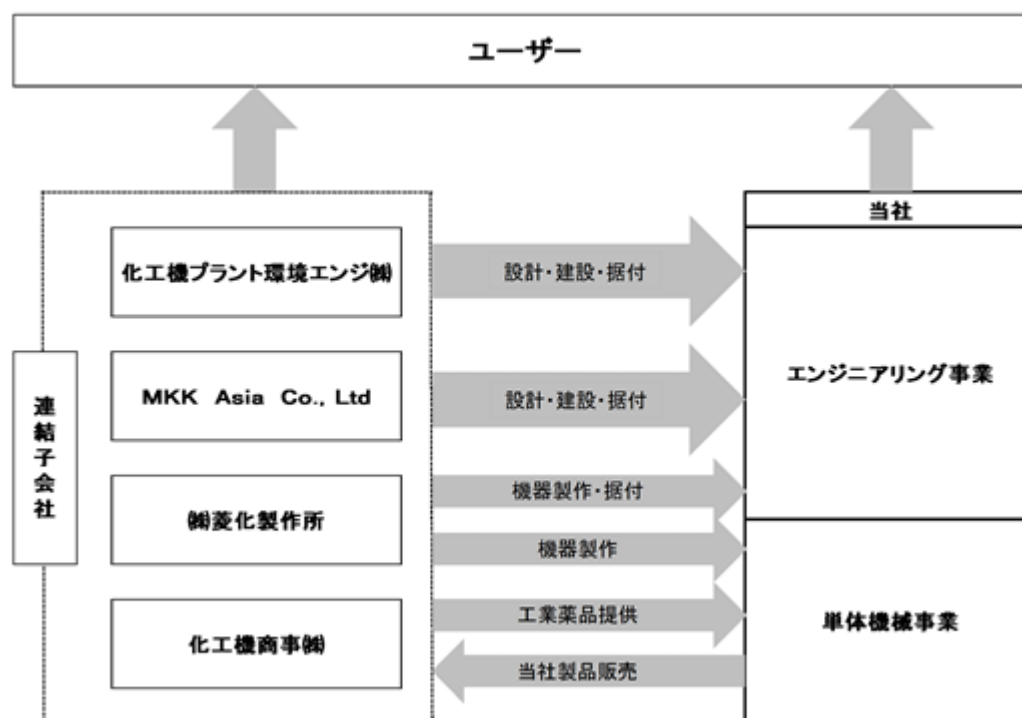 ユーザー
当社
化工機プラント環境エンジ㈱
設計・建設・据付
エンジニアリング事業
連結子会社
MKK Asia Co., Ltd
設計・建設・据付
㈱菱化製作所
機器製作・据付
機器製作
化工機商事㈱
工業薬品提供
単体機械事業
当社製品販売